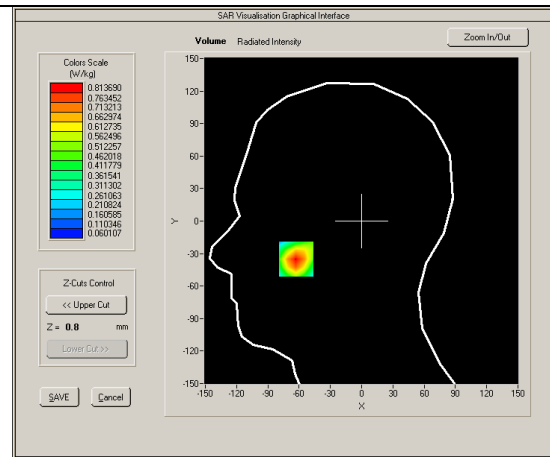 SAR Visualisation Graphical Interface
Volume Radiated Intensity
Zoom In/Out
Colors Scale
(W/kg)
0.813690
0.763452
0.713213
0.662974
0.612735
0.562496
0.512257
0.462018
0.411779
0.361541
0.311302
0.261063
0.210824
0.160585
0.110346
0.060107
Z-Cuts Control
<< Upper Cut
Z = 0.8 mm
Lower Cut >>
SAVE Cancel
150-
120-
90-
60-
30-
0-
-30-
-60-
-90-
-120-
-150-
Y
-150 -120 -90 -60 -30 0 30 60 90 120 150
X